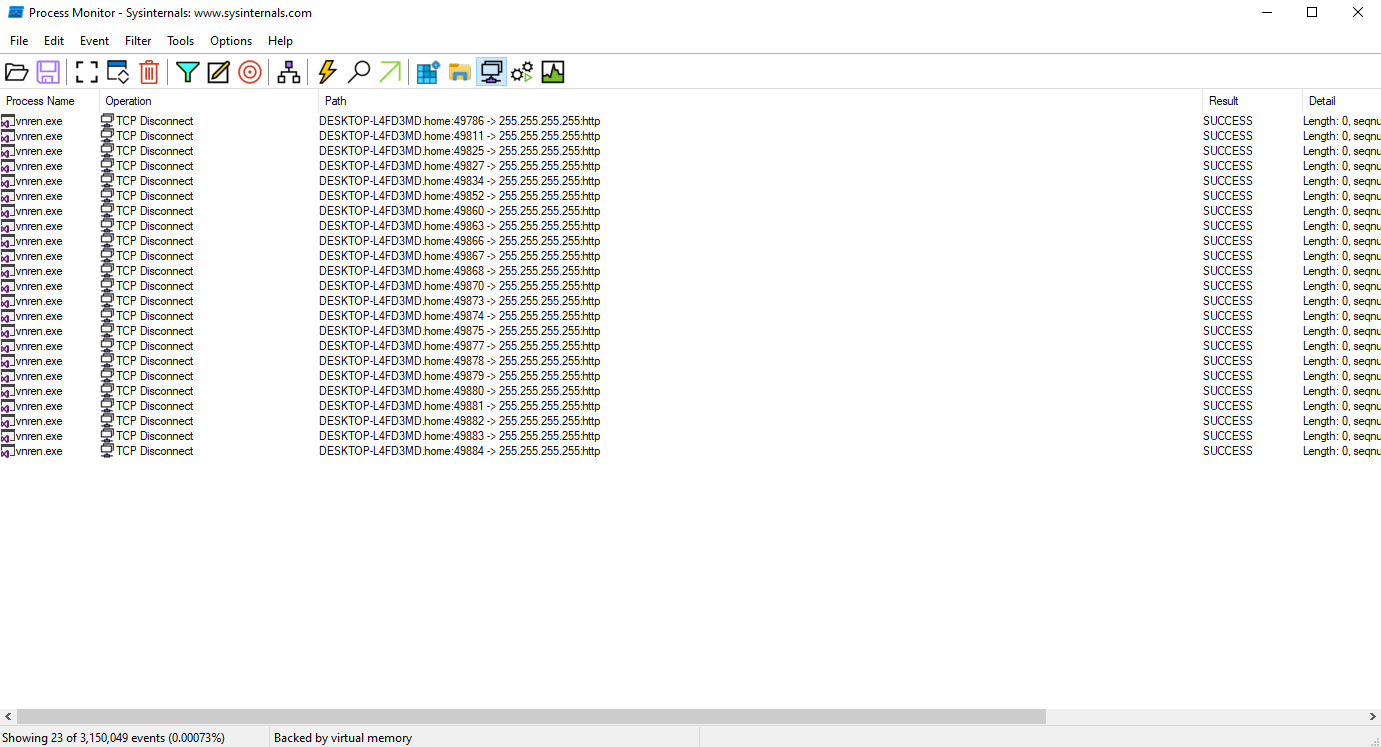 Process Monitor - Sysinternals: www.sysinternals.com
File Edit Event Filter Tools Options Help
Process Name Operation Path Result Detail
vnren.exe TCP Disconnect DESKTOP-L4FD3MD.home:49786 -> 255.255.255.255:http SUCCESS Length: 0, seqnu
vnren.exe TCP Disconnect DESKTOP-L4FD3MD.home:49811 -> 255.255.255.255:http SUCCESS Length: 0, seqnu
vnren.exe TCP Disconnect DESKTOP-L4FD3MD.home:49825 -> 255.255.255.255:http SUCCESS Length: 0, seqnu
vnren.exe TCP Disconnect DESKTOP-L4FD3MD.home:49827 -> 255.255.255.255:http SUCCESS Length: 0, seqnu
vnren.exe TCP Disconnect DESKTOP-L4FD3MD.home:49834 -> 255.255.255.255:http SUCCESS Length: 0, seqnu
vnren.exe TCP Disconnect DESKTOP-L4FD3MD.home:49852 -> 255.255.255.255:http SUCCESS Length: 0, seqnu
vnren.exe TCP Disconnect DESKTOP-L4FD3MD.home:49860 -> 255.255.255.255:http SUCCESS Length: 0, seqnu
vnren.exe TCP Disconnect DESKTOP-L4FD3MD.home:49863 -> 255.255.255.255:http SUCCESS Length: 0, seqnu
vnren.exe TCP Disconnect DESKTOP-L4FD3MD.home:49866 -> 255.255.255.255:http SUCCESS Length: 0, seqnu
vnren.exe TCP Disconnect DESKTOP-L4FD3MD.home:49867 -> 255.255.255.255:http SUCCESS Length: 0, seqnu
vnren.exe TCP Disconnect DESKTOP-L4FD3MD.home:49868 -> 255.255.255.255:http SUCCESS Length: 0, seqnu
vnren.exe TCP Disconnect DESKTOP-L4FD3MD.home:49870 -> 255.255.255.255:http SUCCESS Length: 0, seqnu
vnren.exe TCP Disconnect DESKTOP-L4FD3MD.home:49873 -> 255.255.255.255:http SUCCESS Length: 0, seqnu
vnren.exe TCP Disconnect DESKTOP-L4FD3MD.home:49874 -> 255.255.255.255:http SUCCESS Length: 0, seqnu
vnren.exe TCP Disconnect DESKTOP-L4FD3MD.home:49875 -> 255.255.255.255:http SUCCESS Length: 0, seqnu
vnren.exe TCP Disconnect DESKTOP-L4FD3MD.home:49877 -> 255.255.255.255:http SUCCESS Length: 0, seqnu
vnren.exe TCP Disconnect DESKTOP-L4FD3MD.home:49878 -> 255.255.255.255:http SUCCESS Length: 0, seqnu
vnren.exe TCP Disconnect DESKTOP-L4FD3MD.home:49879 -> 255.255.255.255:http SUCCESS Length: 0, seqnu
vnren.exe TCP Disconnect DESKTOP-L4FD3MD.home:49880 -> 255.255.255.255:http SUCCESS Length: 0, seqnu
vnren.exe TCP Disconnect DESKTOP-L4FD3MD.home:49881 -> 255.255.255.255:http SUCCESS Length: 0, seqnu
vnren.exe TCP Disconnect DESKTOP-L4FD3MD.home:49882 -> 255.255.255.255:http SUCCESS Length: 0, seqnu
vnren.exe TCP Disconnect DESKTOP-L4FD3MD.home:49883 -> 255.255.255.255:http SUCCESS Length: 0, seqnu
vnren.exe TCP Disconnect DESKTOP-L4FD3MD.home:49884 -> 255.255.255.255:http SUCCESS Length: 0, seqnu
Showing 23 of 3,150,049 events (0.00073%) Backed by virtual memory